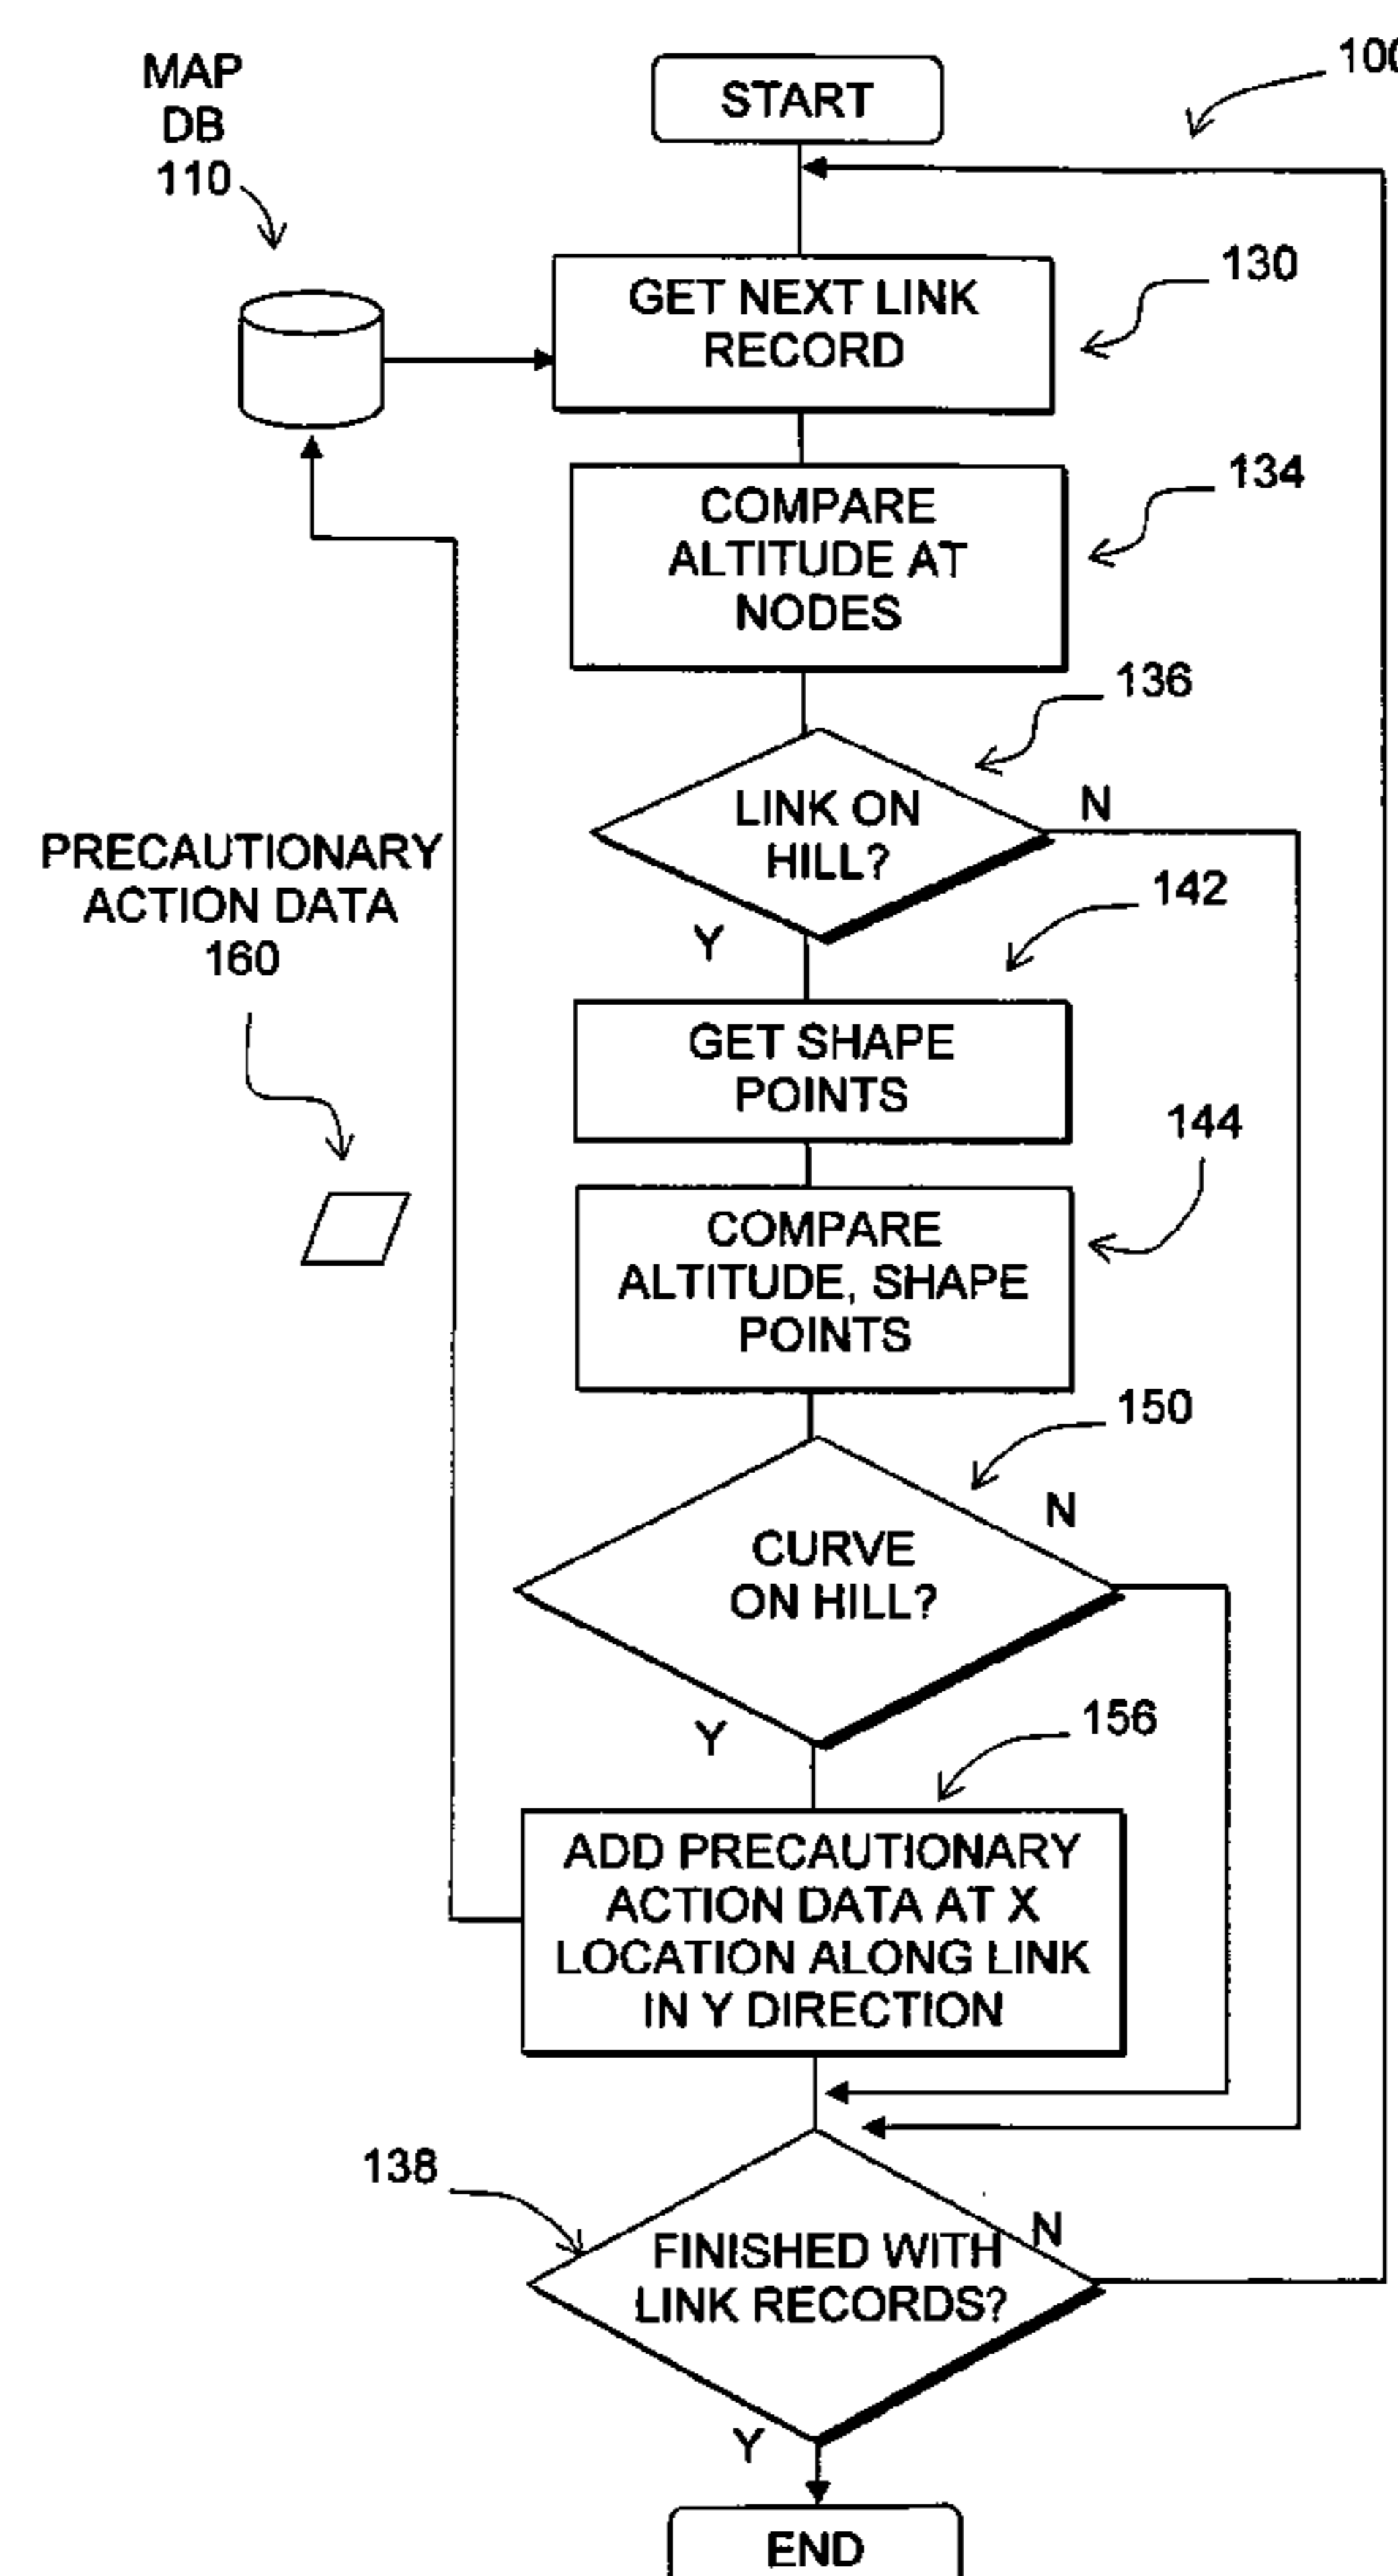 MAP
DB
110
START
100
GET NEXT LINK
RECORD
130
COMPARE
ALTITUDE AT
NODES
134
136
LINK ON
HILL?
N
Y
PRECAUTIONARY
ACTION DATA
160
142
GET SHAPE
POINTS
144
COMPARE
ALTITUDE, SHAPE
POINTS
150
CURVE
ON HILL?
N
Y
156
ADD PRECAUTIONARY
ACTION DATA AT X
LOCATION ALONG LINK
IN Y DIRECTION
138
FINISHED WITH
LINK RECORDS?
N
Y
END